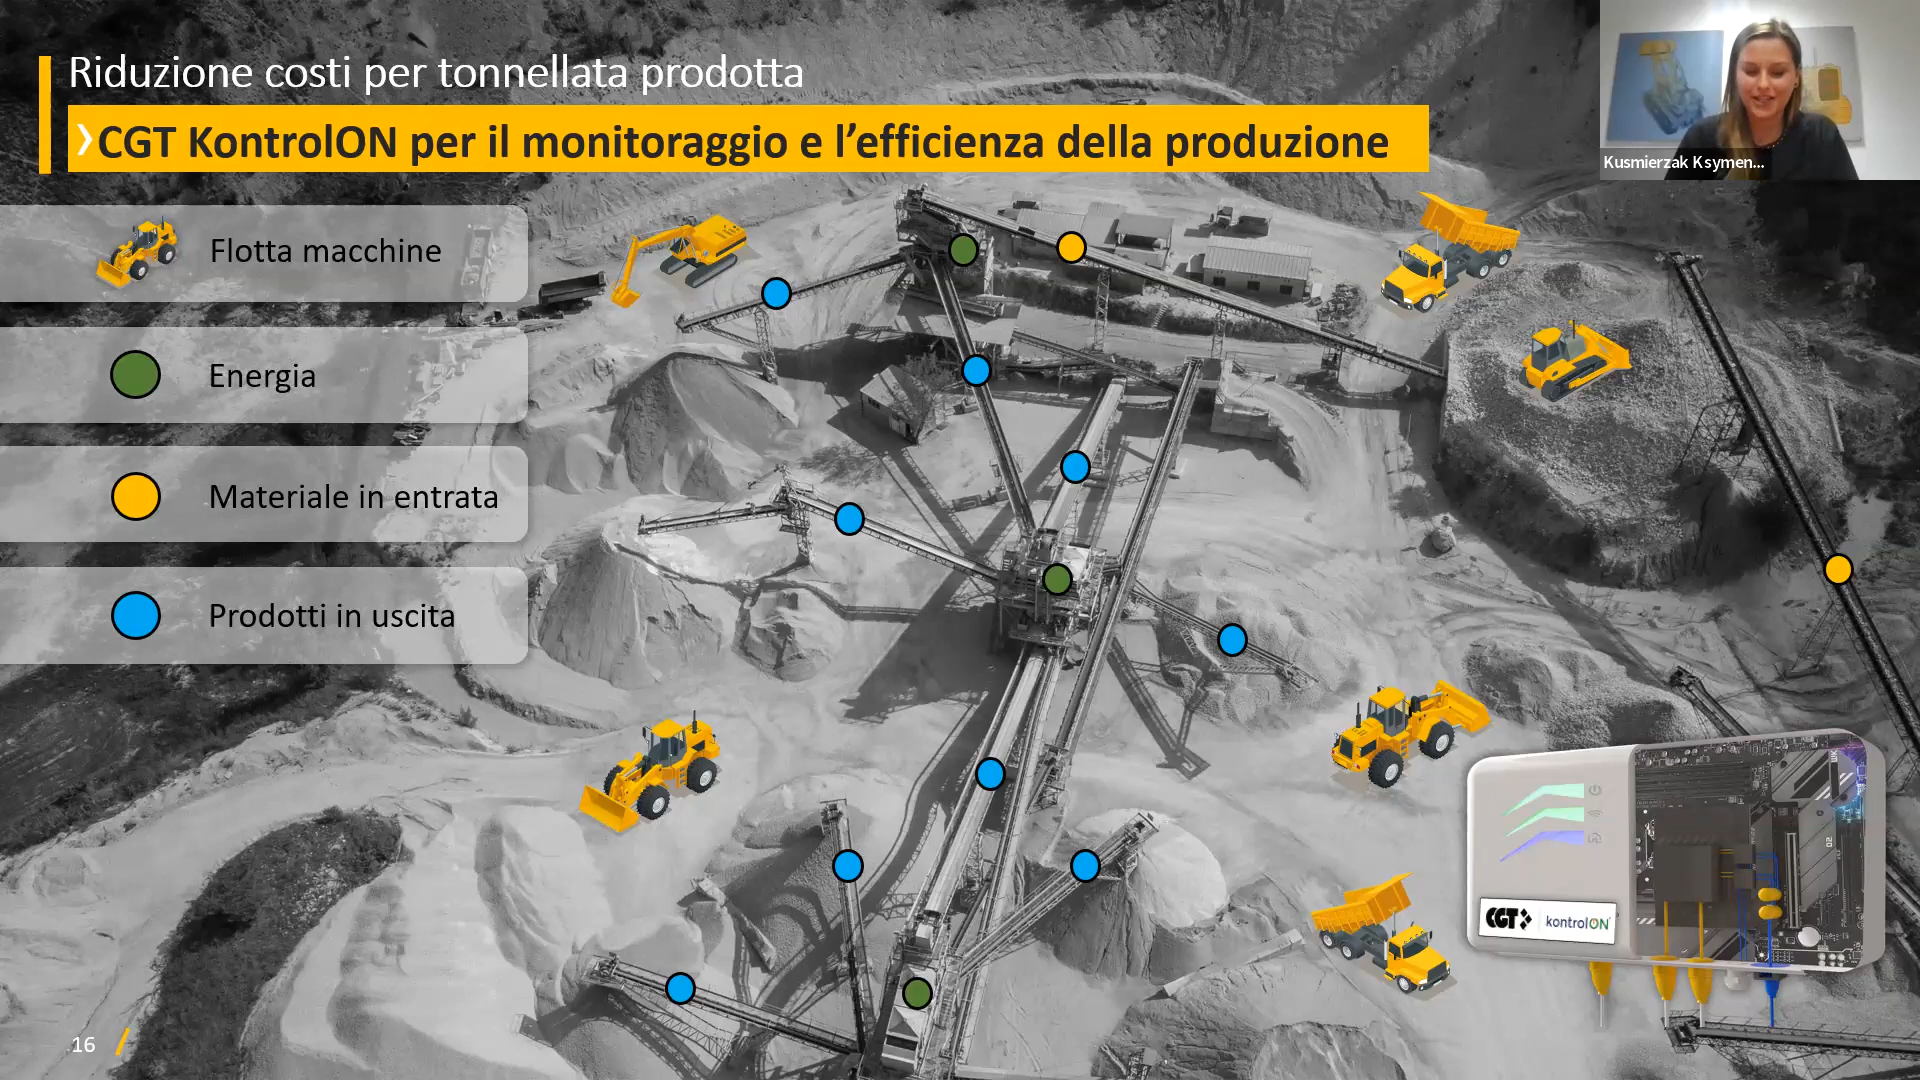 Riduzione costi per tonnellata prodotta
CGT KontrolON per il monitoraggio e l’efficienza della produzione
Kusmierzak Ksymen...
Flotta macchine
Energia
Materiale in entrata
Prodotti in uscita
CGT kontrolON
16